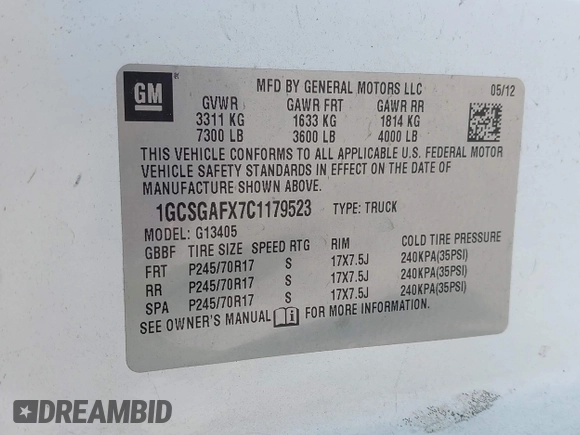 GM
MFD BY GENERAL MOTORS LLC 05/12
GVWR GAWR FRT GAWR RR
3311 KG 1633 KG 1814 KG
7300 LB 3600 LB 4000 LB
THIS VEHICLE CONFORMS TO ALL APPLICABLE U.S. FEDERAL MOTOR
VEHICLE SAFETY STANDARDS IN EFFECT ON THE DATE OF
MANUFACTURE SHOWN ABOVE.
1GCSGAFX7C1179523 TYPE: TRUCK
MODEL: G13405
GBBF TIRE SIZE SPEED RTG RIM COLD TIRE PRESSURE
FRT P245/70R17 S 17X7.5J 240KPA(35PSI)
RR P245/70R17 S 17X7.5J 240KPA(35PSI)
SPA P245/70R17 S 17X7.5J 240KPA(35PSI)
SEE OWNER'S MANUAL FOR MORE INFORMATION.
DREAMBID